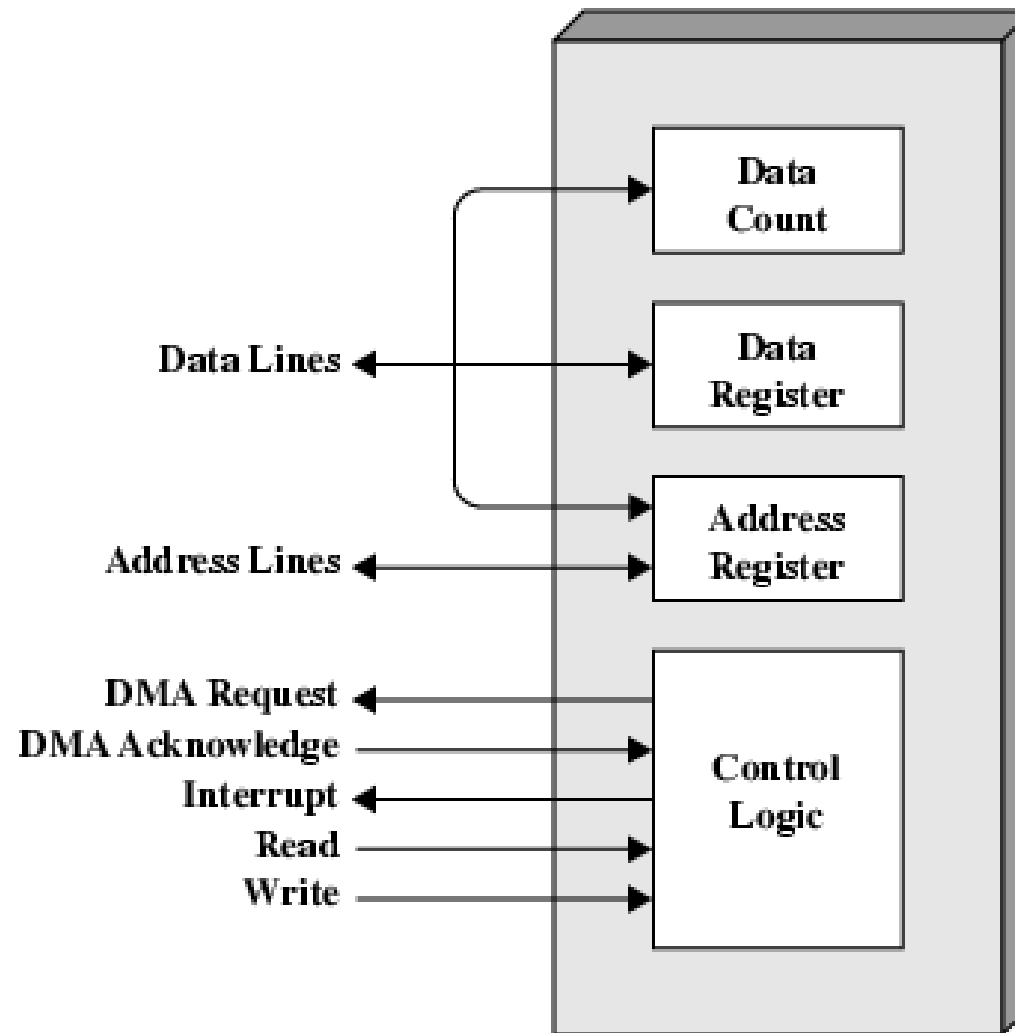 Data
Count
Data Lines
Data
Register
Address
Register
Address Lines
DMA Request
DMA Acknowledge
Interrupt
Read
Write
Control
Logic